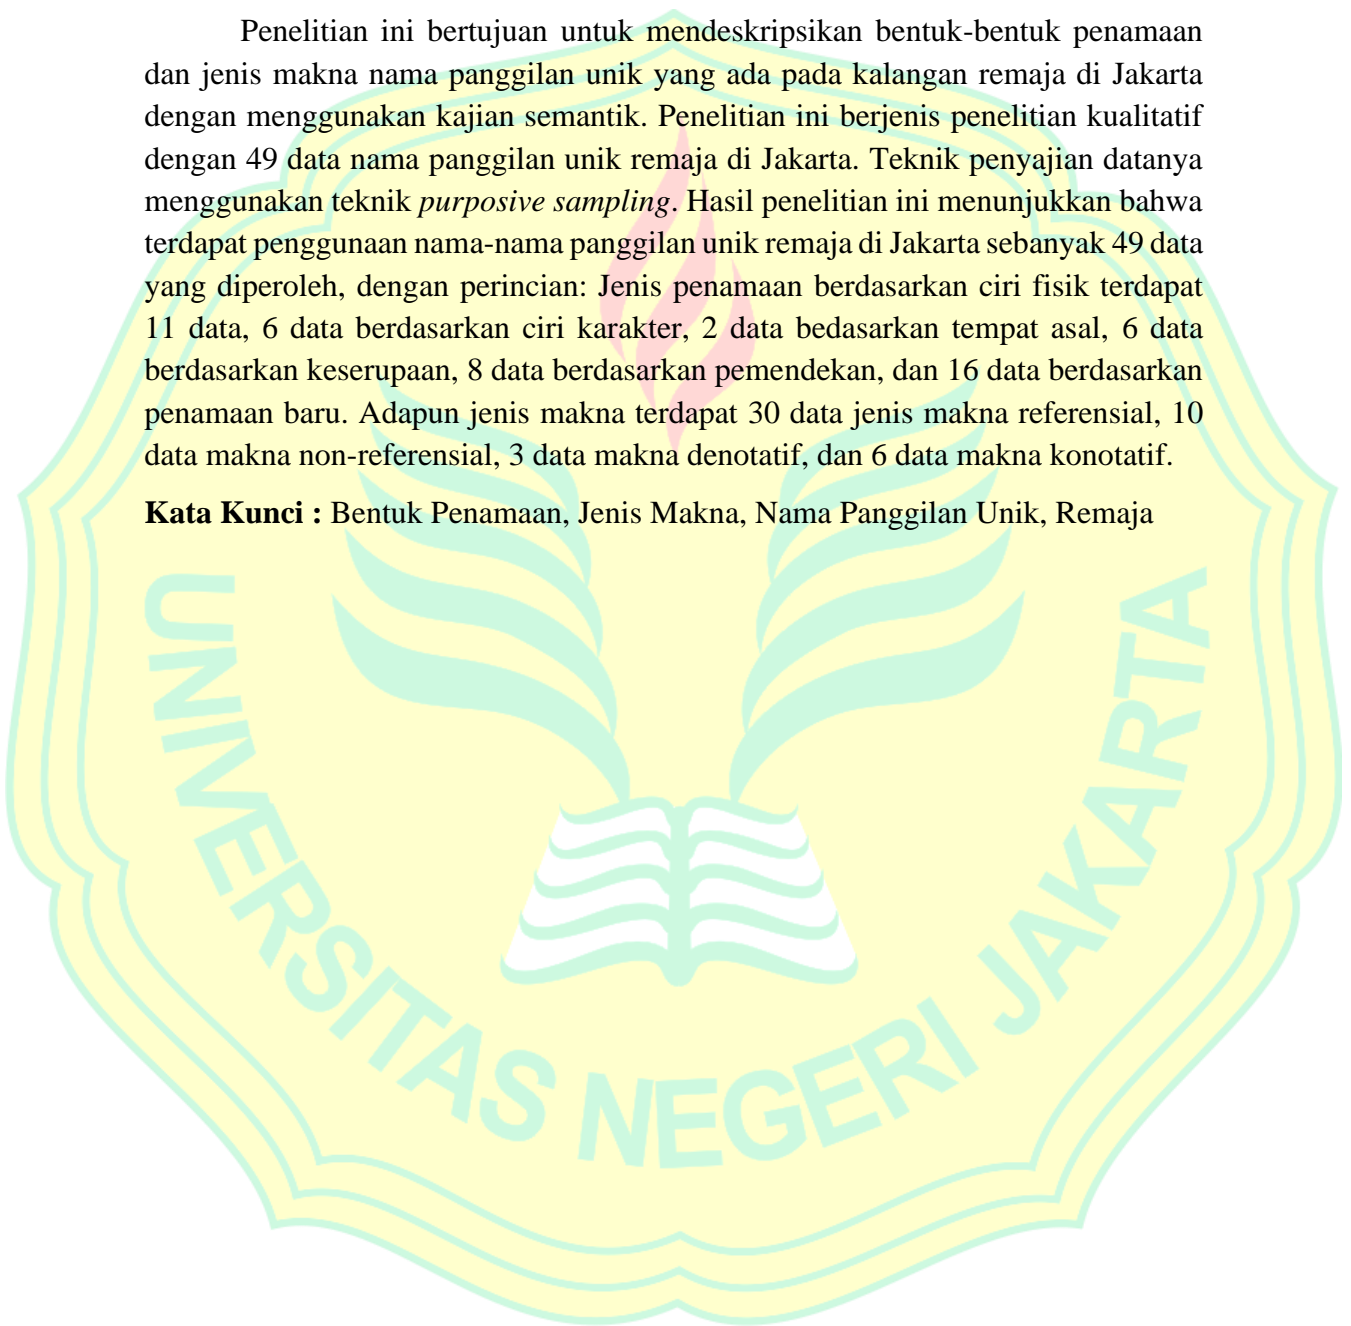 Penelitian ini bertujuan untuk mendeskripsikan bentuk-bentuk penamaan
dan jenis makna nama panggilan unik yang ada pada kalangan remaja di Jakarta
dengan menggunakan kajian semantik. Penelitian ini berjenis penelitian kualitatif
dengan 49 data nama panggilan unik remaja di Jakarta. Teknik penyajian datanya
menggunakan teknik purposive sampling. Hasil penelitian ini menunjukkan bahwa
terdapat penggunaan nama-nama panggilan unik remaja di Jakarta sebanyak 49 data
yang diperoleh, dengan perincian: Jenis penamaan berdasarkan ciri fisik terdapat
11 data, 6 data berdasarkan ciri karakter, 2 data bedasarkan tempat asal, 6 data
berdasarkan keserupaan, 8 data berdasarkan pemendekan, dan 16 data berdasarkan
penamaan baru. Adapun jenis makna terdapat 30 data jenis makna referensial, 10
data makna non-referensial, 3 data makna denotatif, dan 6 data makna konotatif.
Kata Kunci : Bentuk Penamaan, Jenis Makna, Nama Panggilan Unik, Remaja
UNIVERSITAS NEGERI JAKARTA